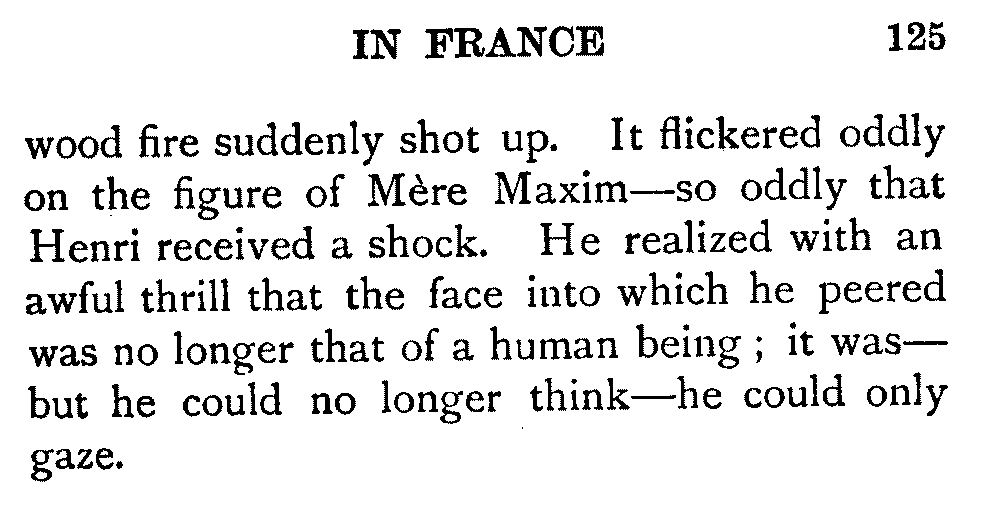 IN FRANCE 125
wood fire suddenly shot up. It flickered oddly
on the figure of Mère Maxim—so oddly that
Henri received a shock. He realized with an
awful thrill that the face into which he peered
was no longer that of a human being ; it was—
but he could no longer think—he could only
gaze.